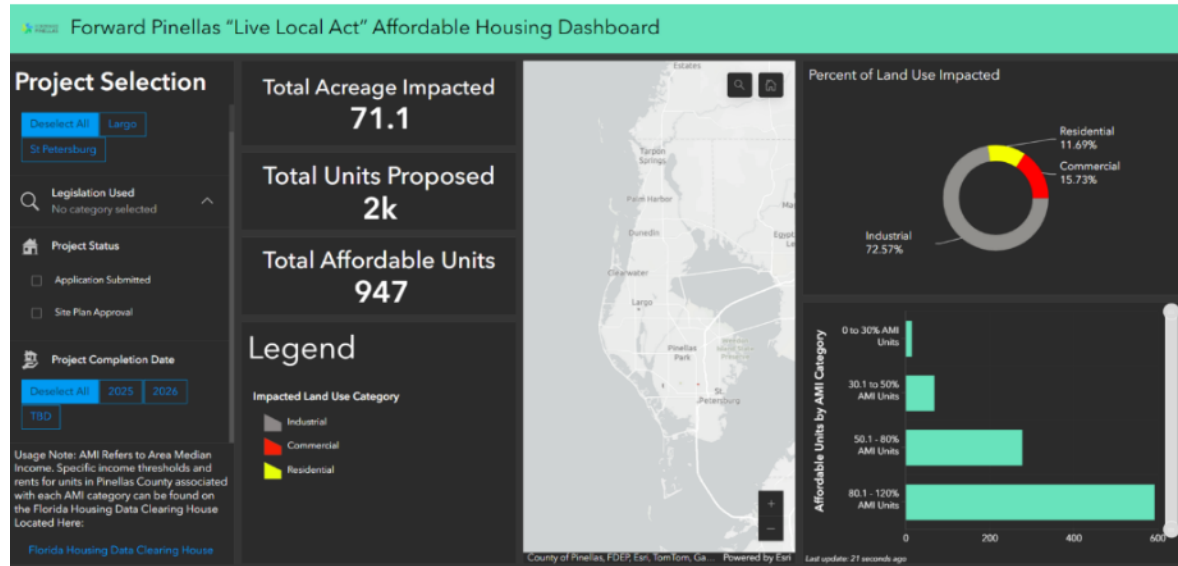 FORWARD PINELLAS
Forward Pinellas "Live Local Act" Affordable Housing Dashboard
Project Selection
Deselect All
Largo
St Petersburg
Legislation Used
No category selected
Project Status
Application Submitted
Site Plan Approval
Project Completion Date
Deselect All
2025
2026
TBD
Usage Note: AMI Refers to Area Median
Income. Specific income thresholds and
rents for units in Pinellas County associated
with each AMI category can be found on
the Florida Housing Data Clearing House
Located Here:
Florida Housing Data Clearing House
Total Acreage Impacted
71.1
Total Units Proposed
2k
Total Affordable Units
947
Legend
Impacted Land Use Category
Industrial
Commercial
Residential
Estates
Tarpon
Springs
Palm Harbor
Dunedin
Clearwater
Largo
Pinellas
Park
St.
Petersburg
County of Pinellas, FDEP, Esri, TomTom, Ga...
Powered by Esri
Percent of Land Use Impacted
Residential
11.69%
Commercial
15.73%
Industrial
72.57%
Affordable Units by AMI Category
0 to 30% AMI
Units
30.1 to 50%
AMI Units
50.1 - 80%
AMI Units
80.1 - 120%
AMI Units
0
200
400
600
Last update: 21 seconds ago